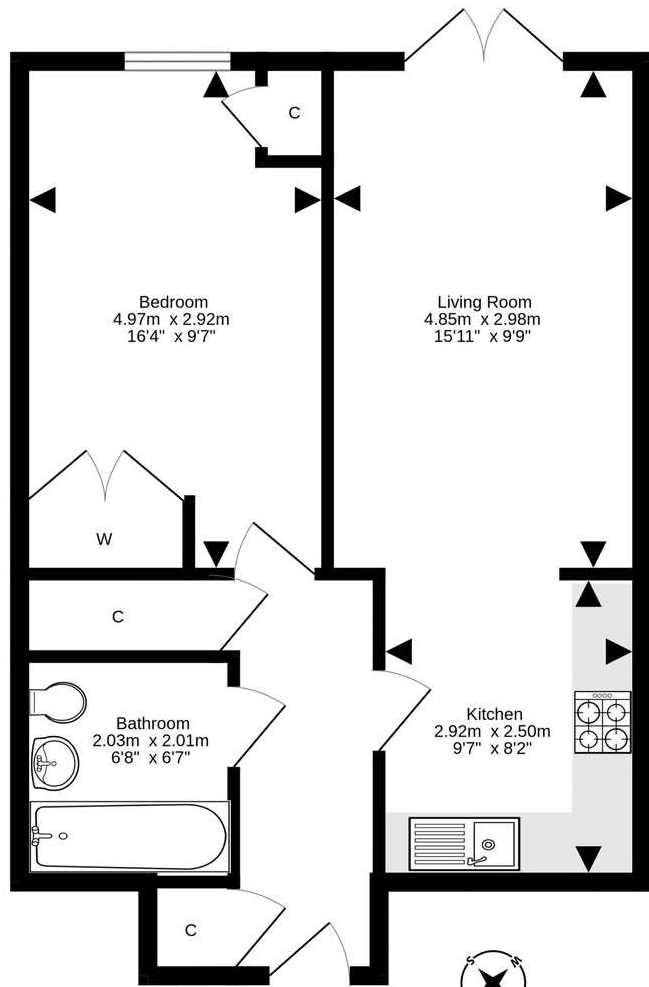 C
Bedroom
4.97m x 2.92m
16'4" x 9'7"
Living Room
4.85m x 2.98m
15'11" x 9'9"
W
C
Bathroom
2.03m x 2.01m
6'8" x 6'7"
Kitchen
2.92m x 2.50m
9'7" x 8'2"
C
S
W